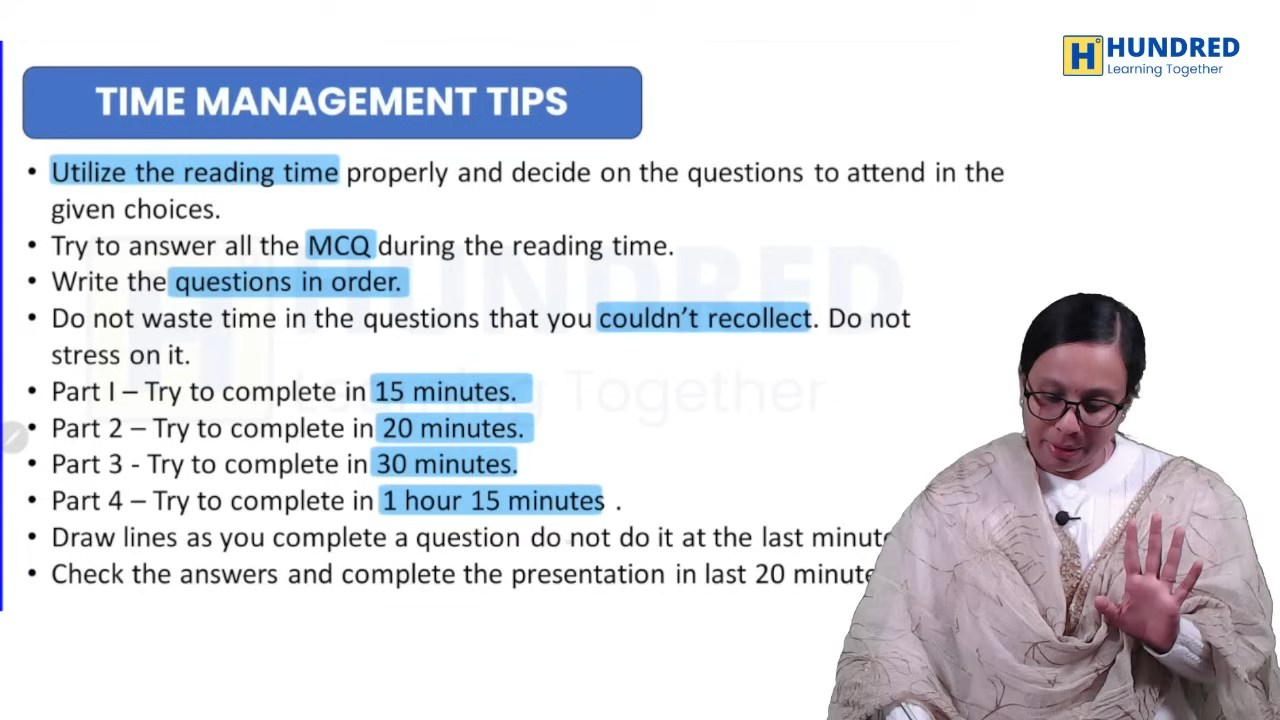 H HUNDRED
Learning Together
TIME MANAGEMENT TIPS
• Utilize the reading time properly and decide on the questions to attend in the
given choices.
• Try to answer all the MCQ during the reading time.
• Write the questions in order.
• Do not waste time in the questions that you couldn't recollect. Do not
stress on it.
• Part I – Try to complete in 15 minutes.
• Part 2 – Try to complete in 20 minutes.
• Part 3 - Try to complete in 30 minutes.
• Part 4 – Try to complete in 1 hour 15 minutes .
• Draw lines as you complete a question do not do it at the last
• Check the answers and complete the presentation in last 20
H HUNDRED
Learning Together